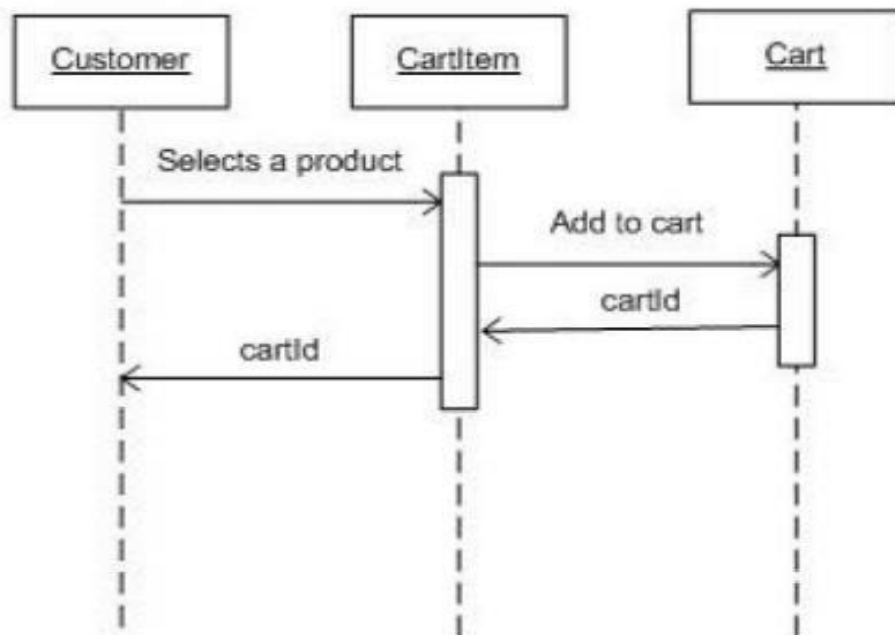 Customer
CartItem
Cart
Selects a product
Add to cart
cartId
cartId